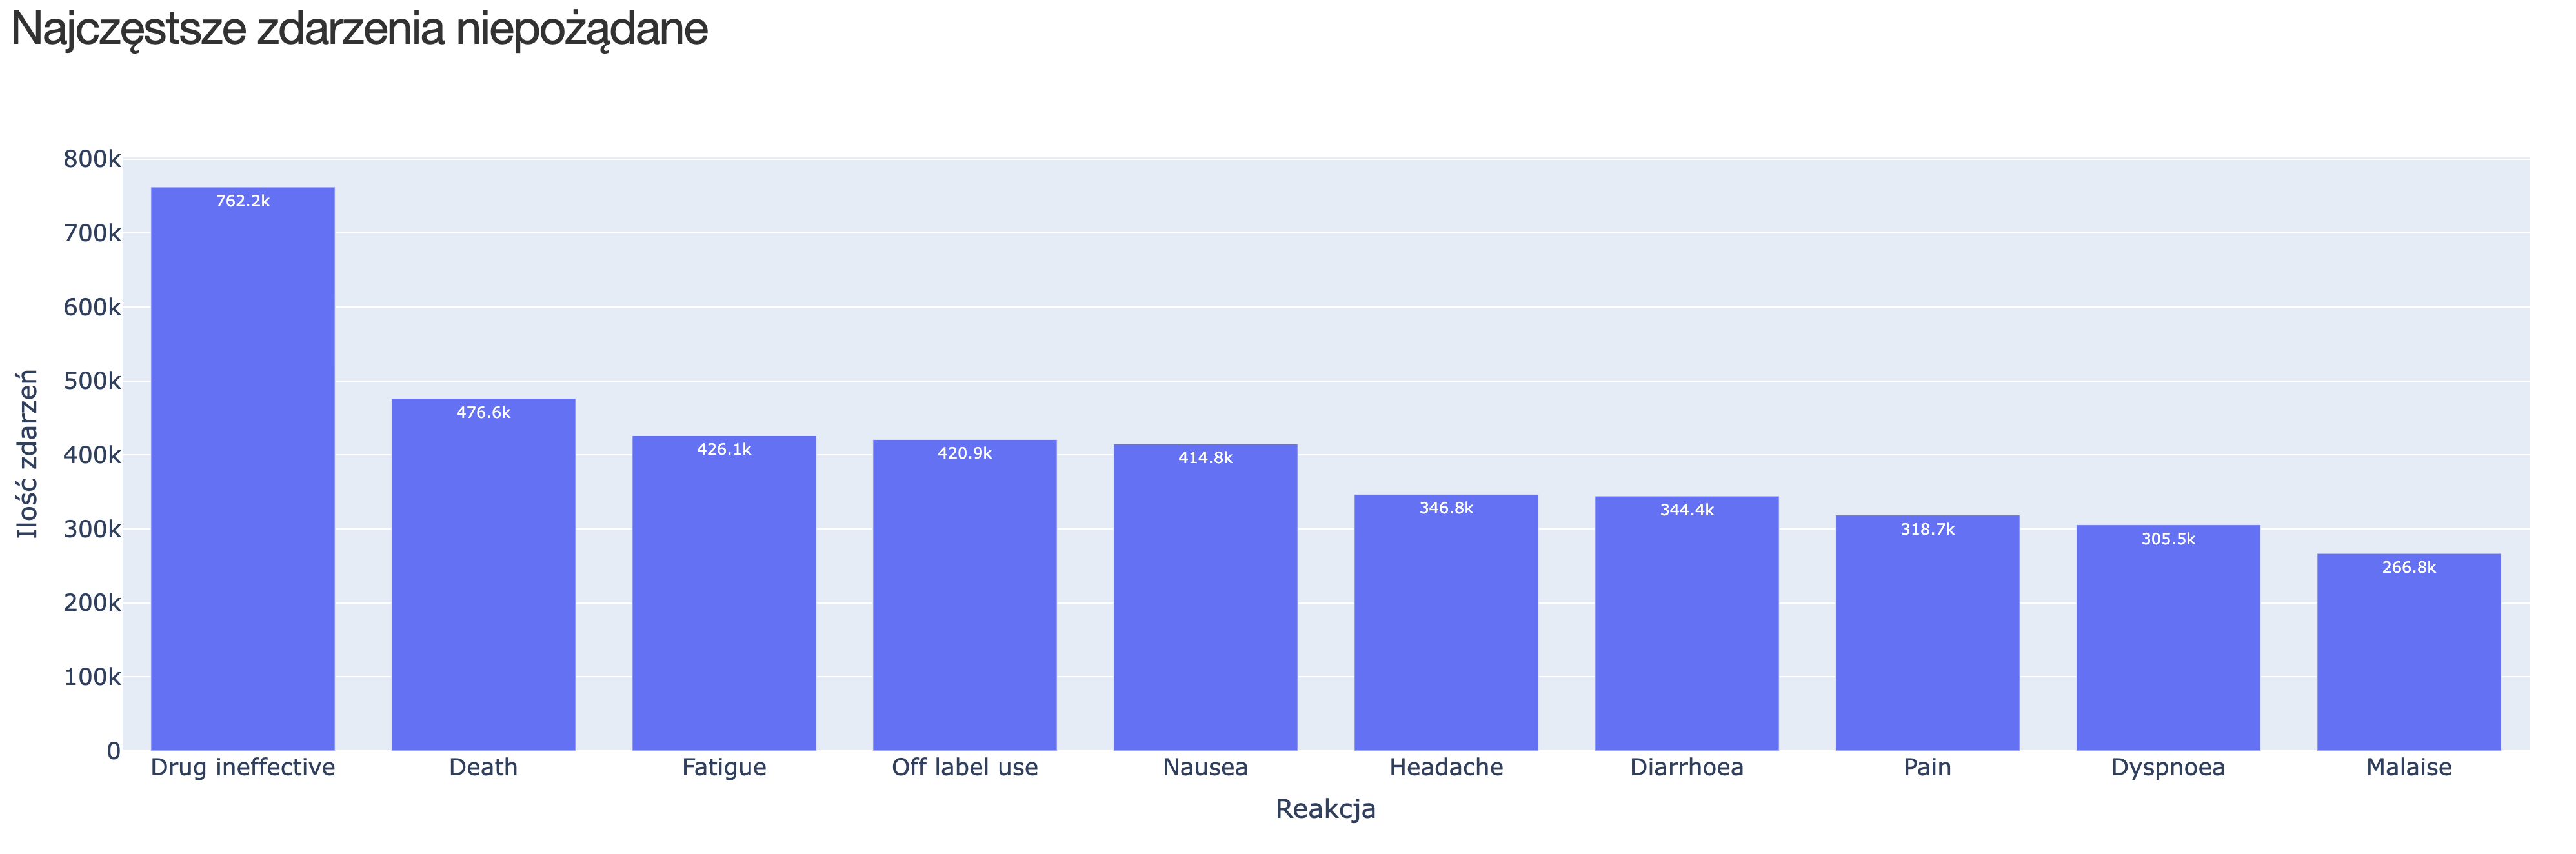 Najczęstsze zdarzenia niepożądane
800k
700k
600k
500k
400k
300k
200k
100k
0
Ilość zdarzeń
762.2k
476.6k
426.1k
420.9k
414.8k
346.8k
344.4k
318.7k
305.5k
266.8k
Drug ineffective
Death
Fatigue
Off label use
Nausea
Headache
Diarrhoea
Pain
Dyspnoea
Malaise
Reakcja